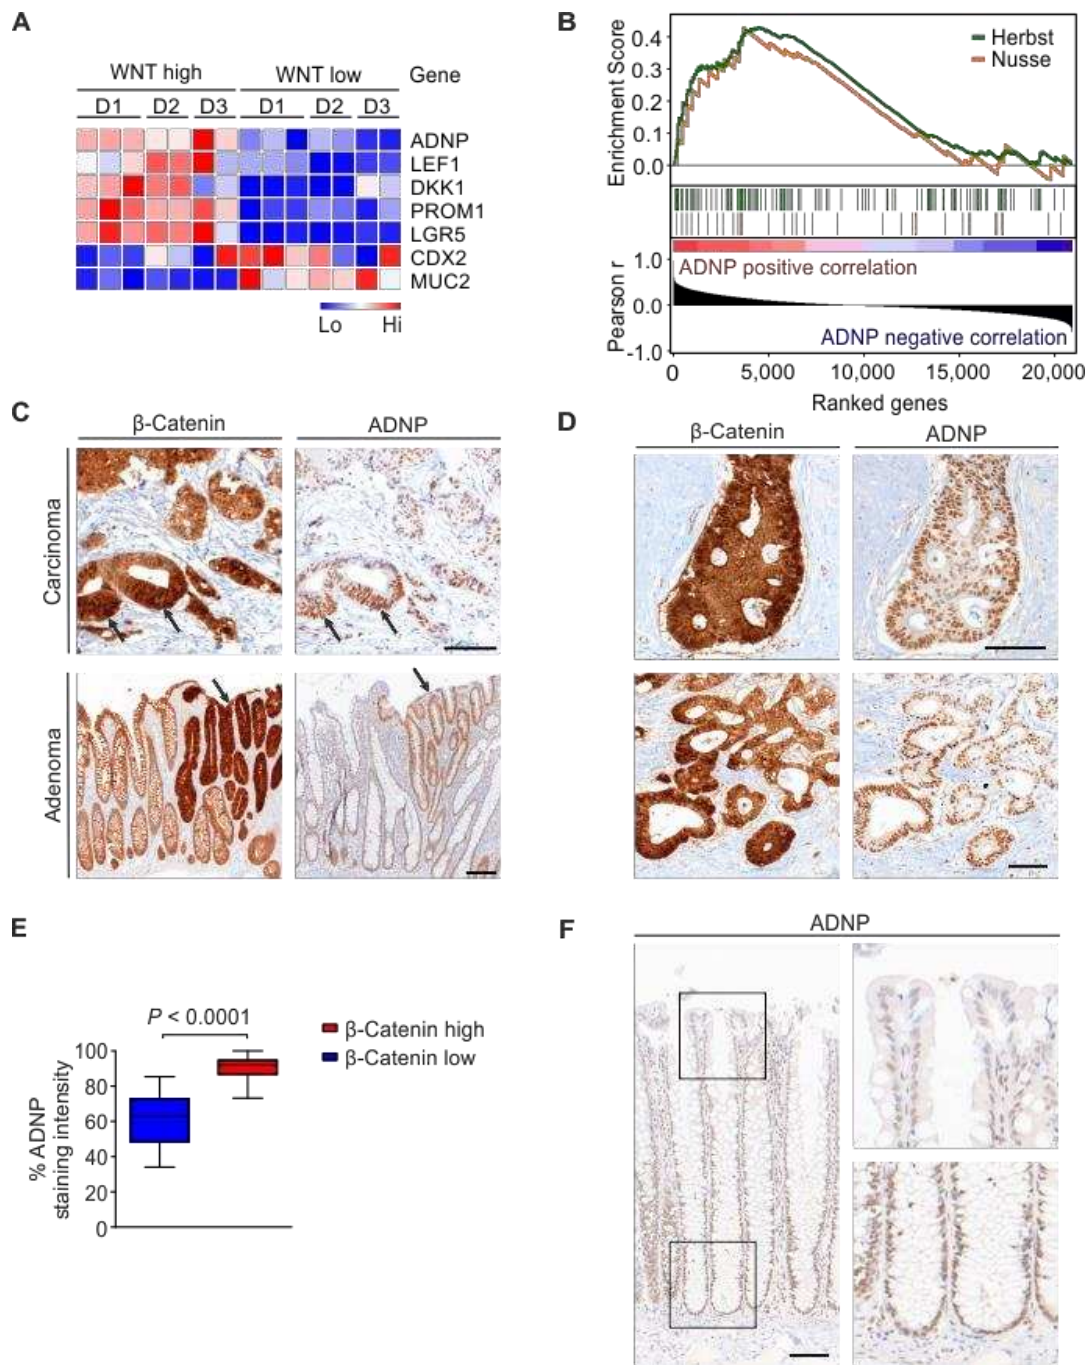 A
WNT high WNT low Gene
D1 D2 D3 D1 D2 D3
ADNP
LEF1
DKK1
PROM1
LGR5
CDX2
MUC2
Lo Hi
B
Enrichment Score
0.4
0.3
0.2
0.1
0.0
Herbst
Nusse
Pearson r
1.0
0.0
-1.0
ADNP positive correlation
ADNP negative correlation
0 5,000 10,000 15,000 20,000
Ranked genes
C
β-Catenin ADNP
Carcinoma
Adenoma
D
β-Catenin ADNP
E
P < 0.0001
β-Catenin high
β-Catenin low
% ADNP
staining intensity
100
80
60
40
20
0
F
ADNP